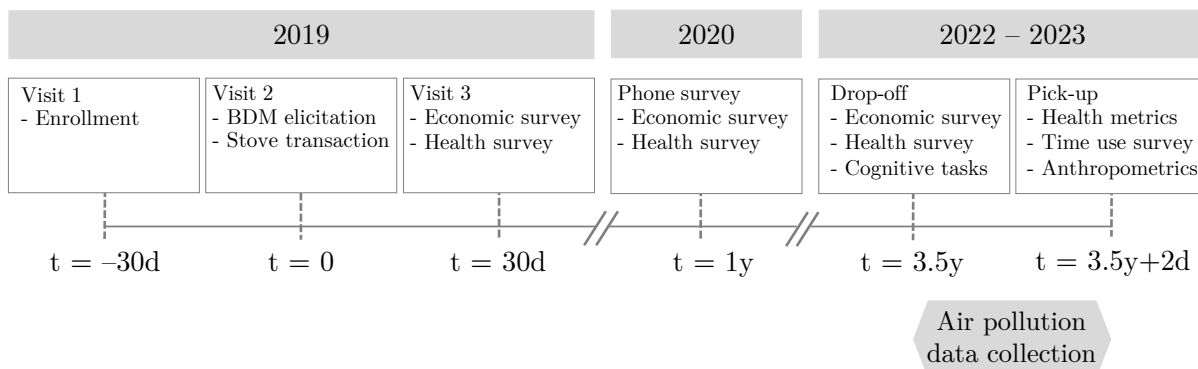 2019
2020
2022 – 2023
Visit 1
- Enrollment
Visit 2
- BDM elicitation
- Stove transaction
Visit 3
- Economic survey
- Health survey
Phone survey
- Economic survey
- Health survey
Drop-off
- Economic survey
- Health survey
- Cognitive tasks
Pick-up
- Health metrics
- Time use survey
- Anthropometrics
t = –30d
t = 0
t = 30d
t = 1y
t = 3.5y
t = 3.5y+2d
Air pollution
data collection